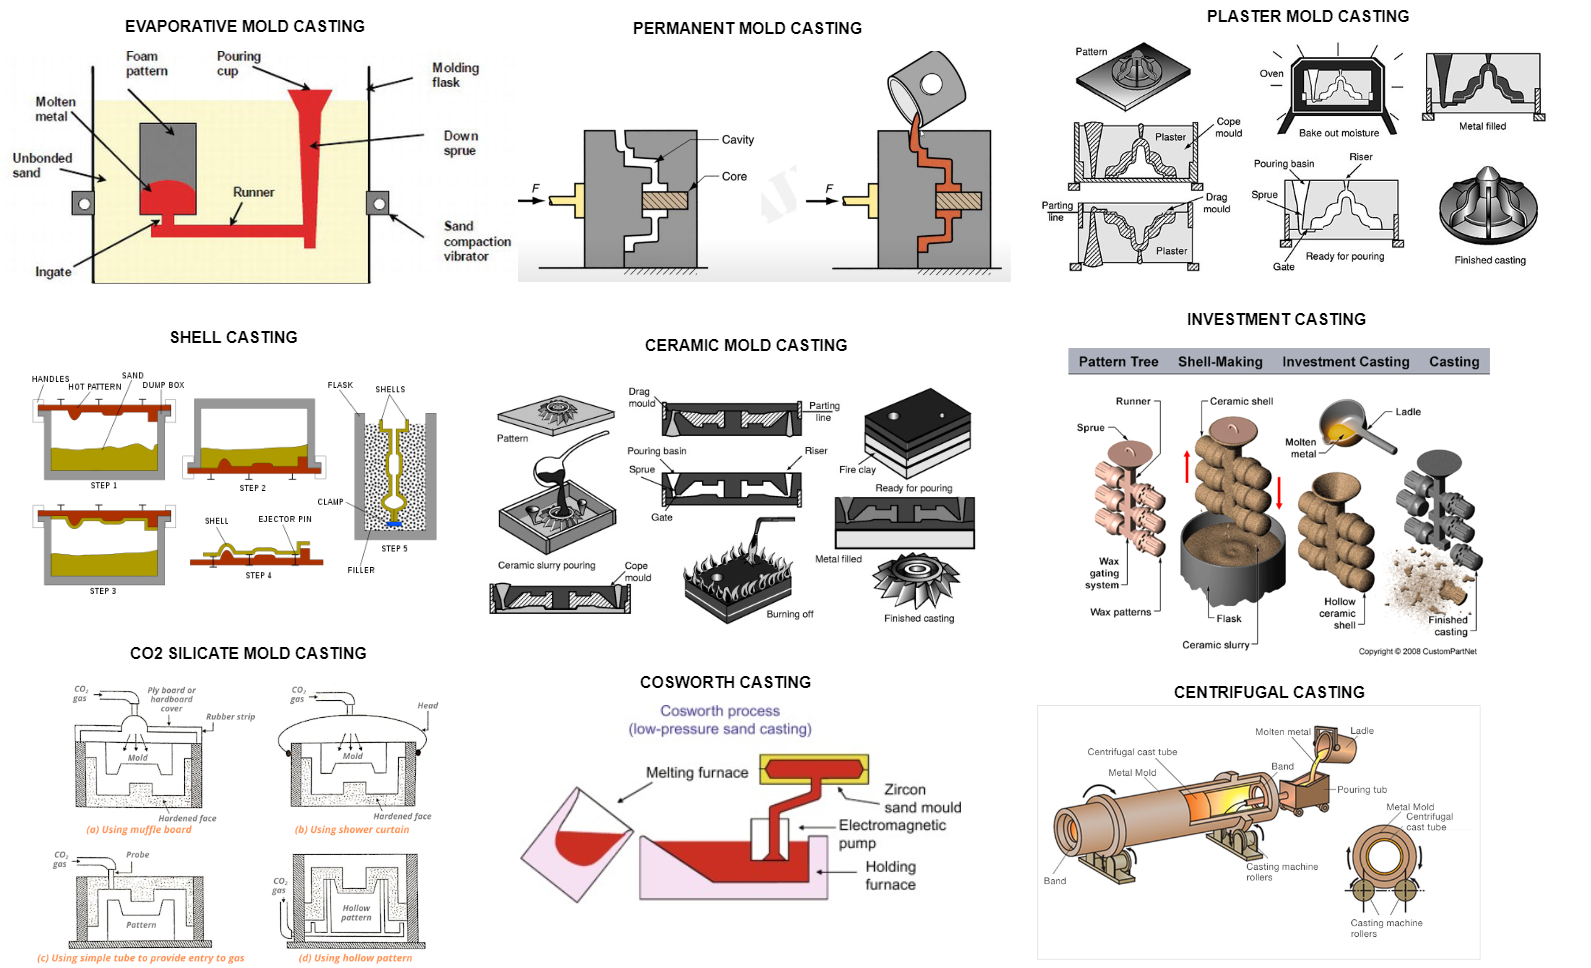 EVAPORATIVE MOLD CASTING
Foam
pattern
Pouring
cup
Molding
flask
Molten
metal
Down
sprue
Unbonded
sand
Runner
Sand
compaction
vibrator
Ingate
PERMANENT MOLD CASTING
Cavity
Core
F
F
PLASTER MOLD CASTING
Pattern
Oven
Bake out moisture
Metal filled
Plaster
Cope
mould
Parting
line
Drag
mould
Plaster
Pouring basin
Riser
Sprue
Gate
Ready for pouring
Finished casting
SHELL CASTING
HANDLES
HOT PATTERN
SAND
DUMP BOX
STEP 1
STEP 2
STEP 3
SHELL
EJECTOR PIN
STEP 4
FLASK
SHELLS
CLAMP
FILLER
STEP 5
CERAMIC MOLD CASTING
Pattern
Drag
mould
Parting
line
Pouring basin
Riser
Sprue
Gate
Fire clay
Ready for pouring
Ceramic slurry pouring
Cope
mould
Burning off
Metal filled
Finished casting
INVESTMENT CASTING
Pattern Tree Shell-Making Investment Casting Casting
Runner
Sprue
Ceramic shell
Ladle
Molten
metal
Wax
gating
system
Wax patterns
Flask
Ceramic slurry
Hollow
ceramic
shell
Finished
casting
Copyright © 2008 CustomPartNet
CO2 SILICATE MOLD CASTING
CO₂
gas
Ply board or
hardboard
cover
Rubber strip
Mold
Hardened face
(a) Using muffle board
CO₂
gas
Head
Mold
Hardened face
(b) Using shower curtain
CO₂
gas
Probe
Pattern
(c) Using simple tube to provide entry to gas
CO₂
gas
Hollow
pattern
(d) Using hollow pattern
COSWORTH CASTING
Cosworth process
(low-pressure sand casting)
Melting furnace
Zircon
sand mould
Electromagnetic
pump
Holding
furnace
CENTRIFUGAL CASTING
Molten metal
Ladle
Centrifugal cast tube
Metal Mold
Band
Pouring tub
Metal Mold
Centrifugal
cast tube
Casting machine
rollers
Band
Casting machine
rollers